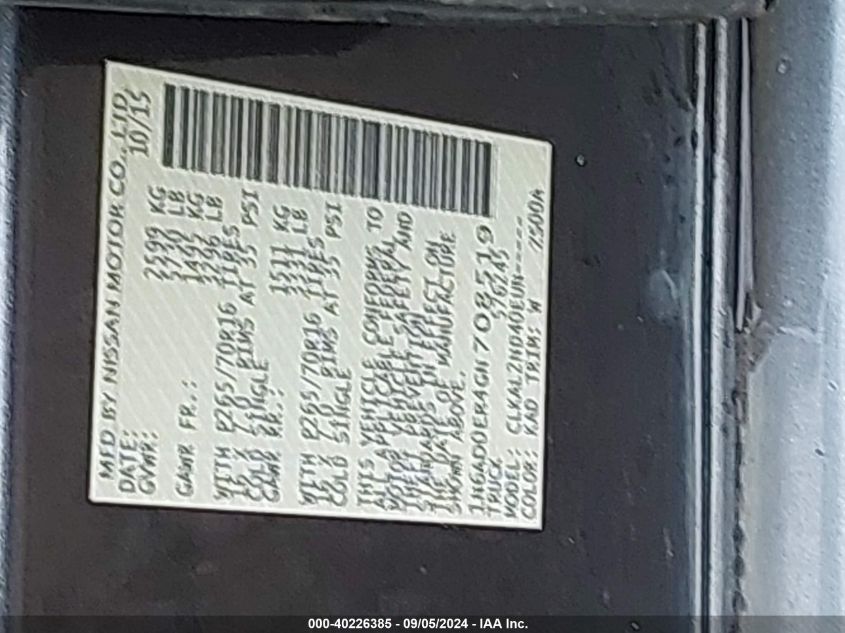 MFD BY NISSAN MOTOR CO., LTD.
DATE: 10/15
GVWR: 2599 KG
5730 LB
GAWR FR.: 1497 KG
LB
WITH P265/70R16 TIRES
16 X 7.0 RIMS AT 35 PSI
COLD SINGLE
GAWR RR.: 1511 KG
3331 LB
WITH P265/70R16 TIRES
16 X 7.0 RIMS AT 35 PSI
COLD SINGLE
THIS VEHICLE CONFORMS TO
ALL APPLICABLE FEDERAL
MOTOR VEHICLE SAFETY AND
THEFT PREVENTION
STANDARDS IN EFFECT ON
THE DATE OF MANUFACTURE
SHOWN ABOVE.
1N6AD0ER4GN708519
TRUCK 596245
MODEL: CLKAL2ND40EUN-----
COLOR: KAD TRIM: W 7500A
000-40226385 - 09/05/2024 - IAA Inc.